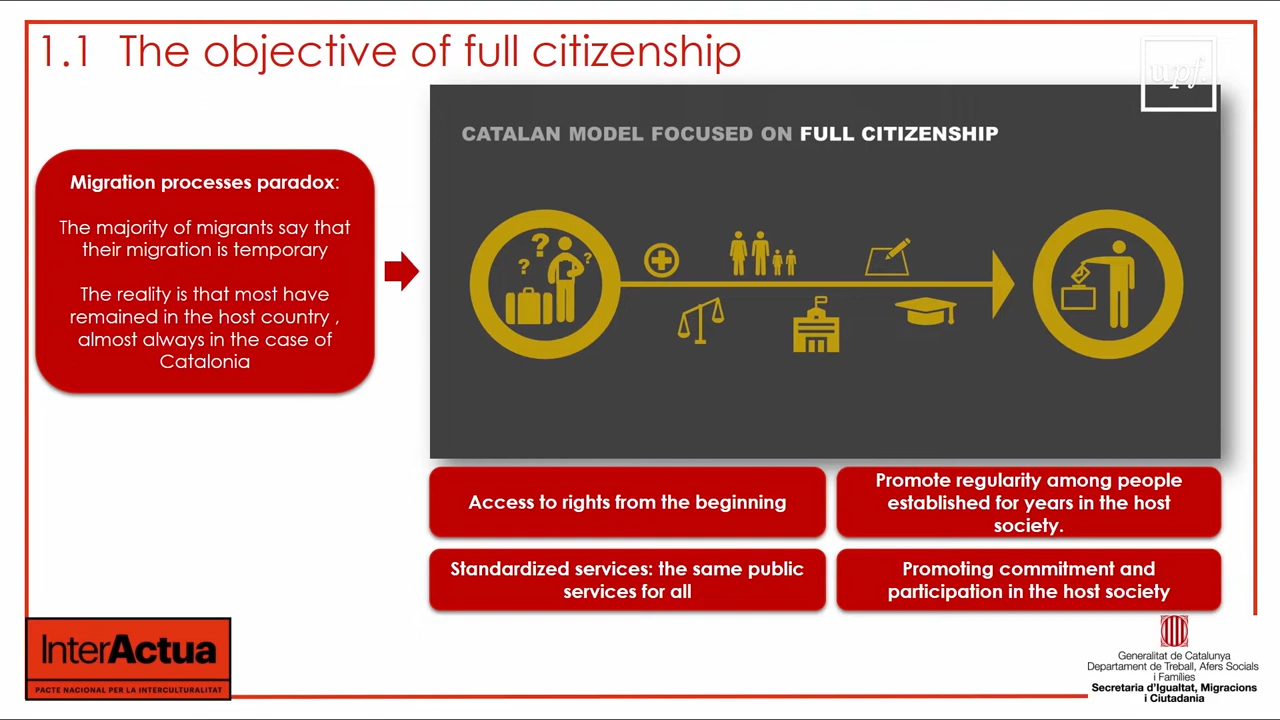 1.1 The objective of full citizenship
upf.
CATALAN MODEL FOCUSED ON FULL CITIZENSHIP
Migration processes paradox:
The majority of migrants say that
their migration is temporary
The reality is that most have
remained in the host country ,
almost always in the case of
Catalonia
? ? ?
Access to rights from the beginning
Promote regularity among people
established for years in the host
society.
Standardized services: the same public
services for all
Promoting commitment and
participation in the host society
InterActua
PACTE NACIONAL PER LA INTERCULTURALITAT
Generalitat de Catalunya
Departament de Treball, Afers Socials
i Famílies
Secretaria d'Igualtat, Migracions
i Ciutadania